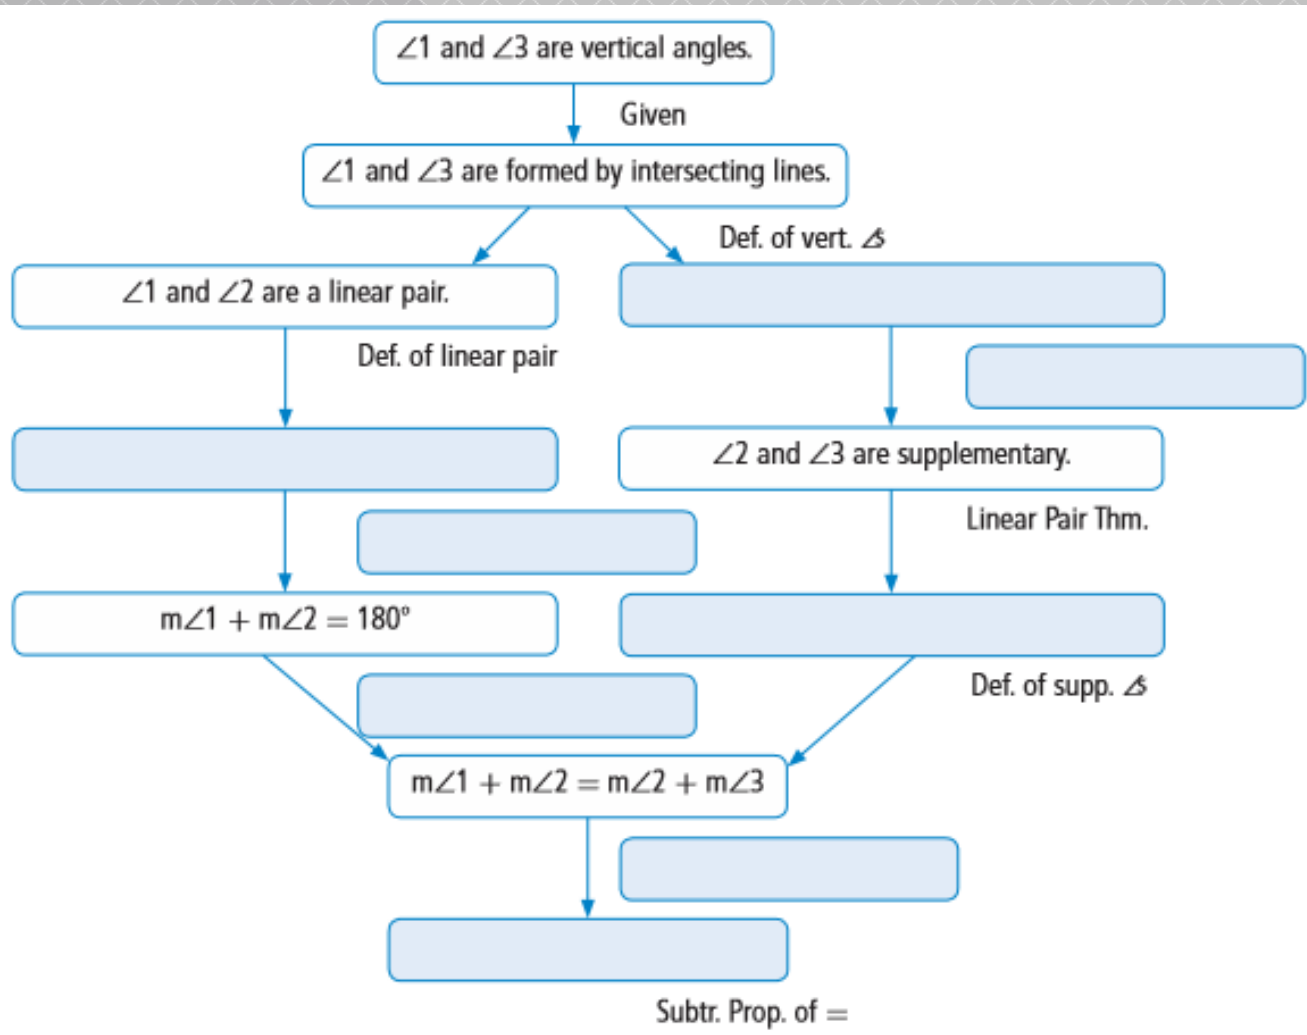 ∠1 and ∠3 are vertical angles.
Given
∠1 and ∠3 are formed by intersecting lines.
Def. of vert. ∠s
∠1 and ∠2 are a linear pair.
Def. of linear pair
∠2 and ∠3 are supplementary.
Linear Pair Thm.
m∠1 + m∠2 = 180°
Def. of supp. ∠s
m∠1 + m∠2 = m∠2 + m∠3
Subtr. Prop. of =